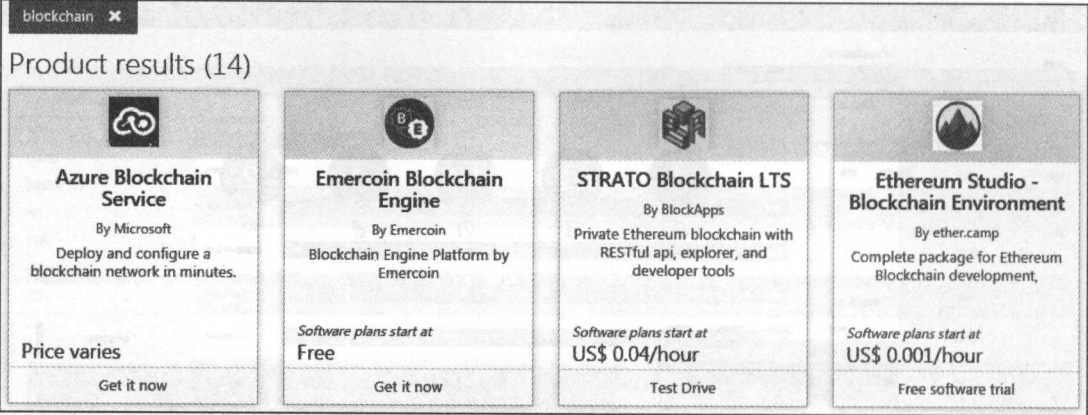 blockchain ✖
Product results (14)
Azure Blockchain
Service
By Microsoft
Deploy and configure a
blockchain network in minutes.
Price varies
Get it now
B
E
Emercoin Blockchain
Engine
By Emercoin
Blockchain Engine Platform by
Emercoin
Software plans start at
Free
Get it now
STRATO Blockchain LTS
By BlockApps
Private Ethereum blockchain with
RESTful api, explorer, and
developer tools
Software plans start at
US$ 0.04/hour
Test Drive
Ethereum Studio -
Blockchain Environment
By ether.camp
Complete package for Ethereum
Blockchain development,
Software plans start at
US$ 0.001/hour
Free software trial